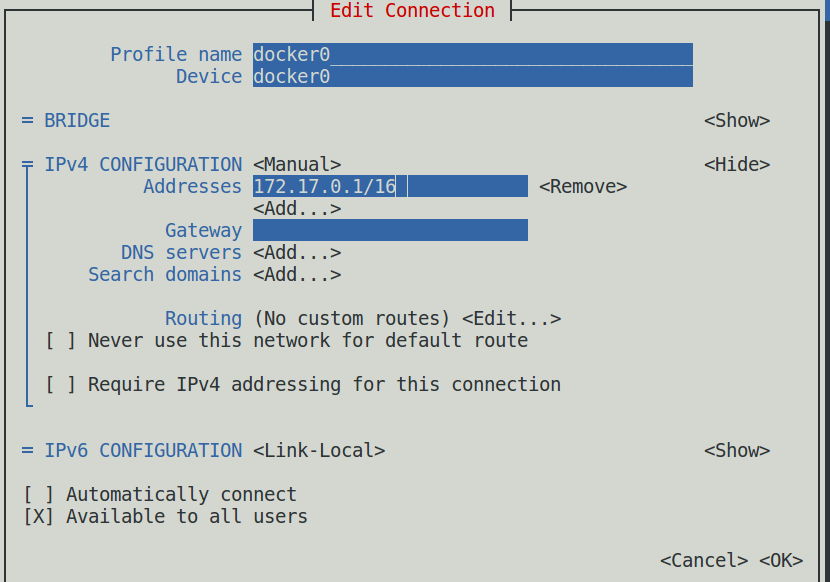 Edit Connection
Profile name docker0
Device docker0
= BRIDGE <Show>
IPv4 CONFIGURATION <Manual> <Hide>
Addresses 172.17.0.1/16 <Remove>
<Add...>
Gateway
DNS servers <Add...>
Search domains <Add...>
Routing (No custom routes) <Edit...>
[ ] Never use this network for default route
[ ] Require IPv4 addressing for this connection
= IPv6 CONFIGURATION <Link-Local> <Show>
[ ] Automatically connect
[X] Available to all users
<Cancel> <OK>